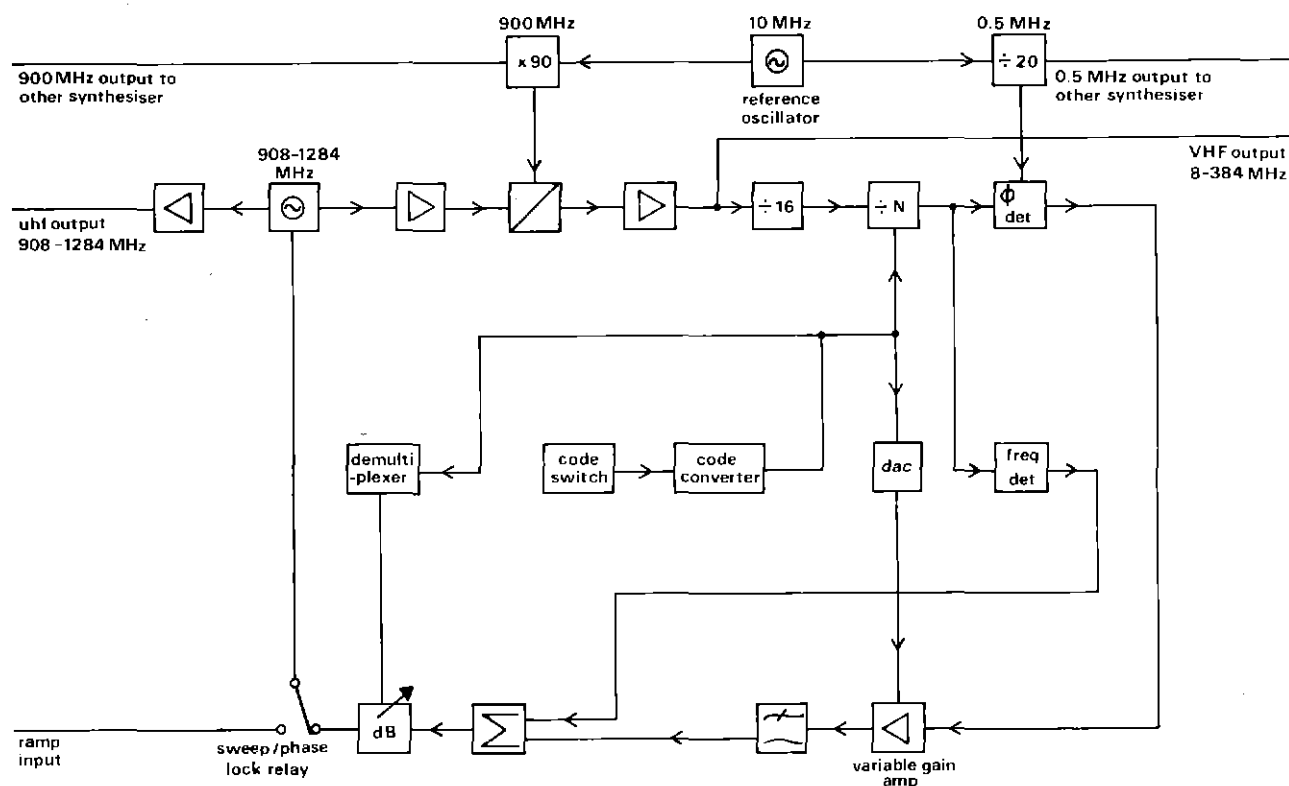 900 MHz
10 MHz
0.5 MHz
x 90
÷ 20
900 MHz output to
other synthesiser
reference
oscillator
0.5 MHz output to
other synthesiser
908-1284
MHz
VHF output
8-384 MHz
÷ 16
÷ N
ϕ
det
uhf output
908-1284 MHz
demulti
-plexer
code
switch
code
converter
dac
freq
det
dB
Σ
ramp
input
sweep/phase
lock relay
variable gain
amp